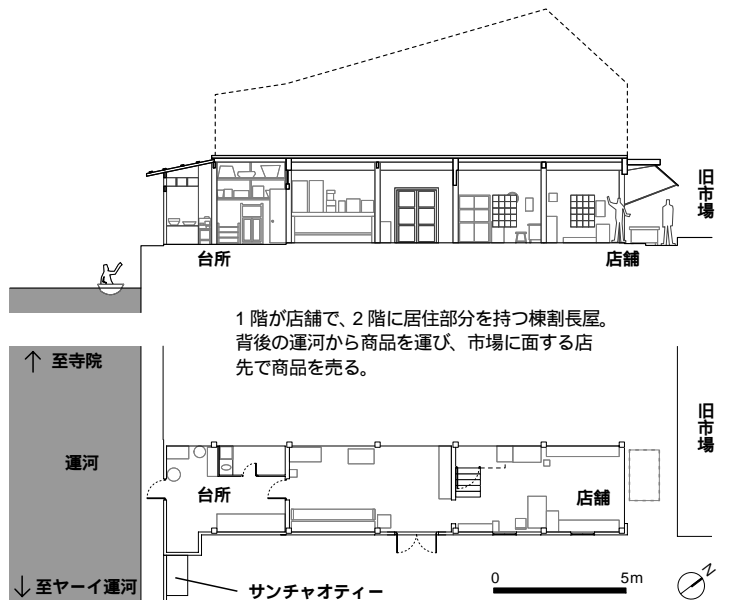 旧市場
台所
店舗
1階が店舗で、2階に居住部分を持つ棟割長屋。
背後の運河から商品を運び、市場に面する店
先で商品を売る。
↑ 至寺院
旧市場
運河
台所
店舗
↓ 至ヤーイ運河
サンチャオティー
0 5m
N